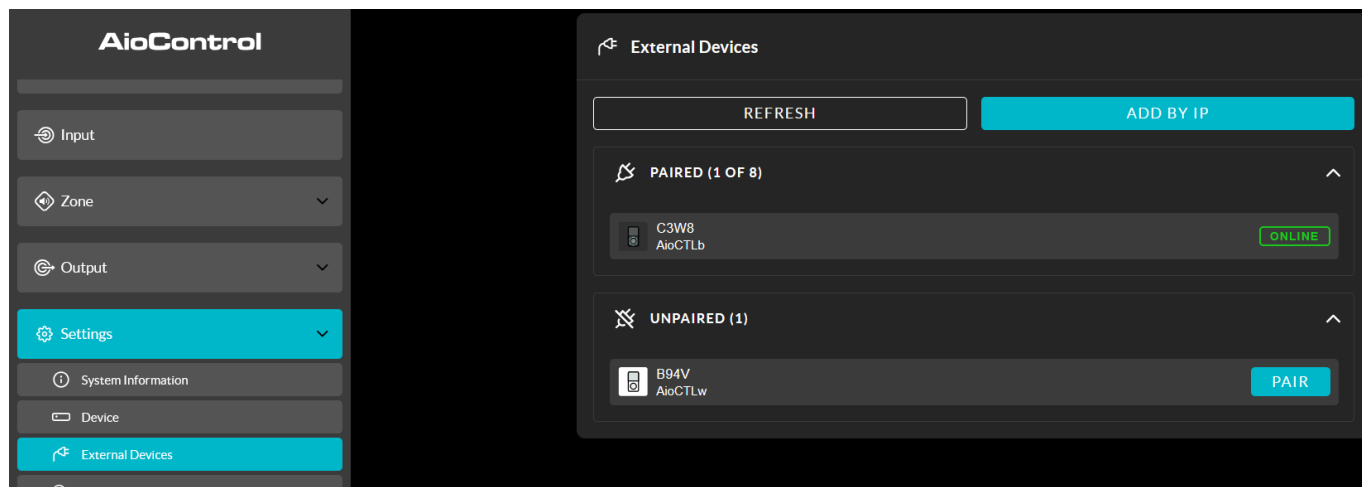 AioControl
Input
Zone
Output
Settings
System Information
Device
External Devices
External Devices
REFRESH
ADD BY IP
PAIRED (1 OF 8)
C3W8
AioCTLb
ONLINE
UNPAIRED (1)
B94V
AioCTLw
PAIR